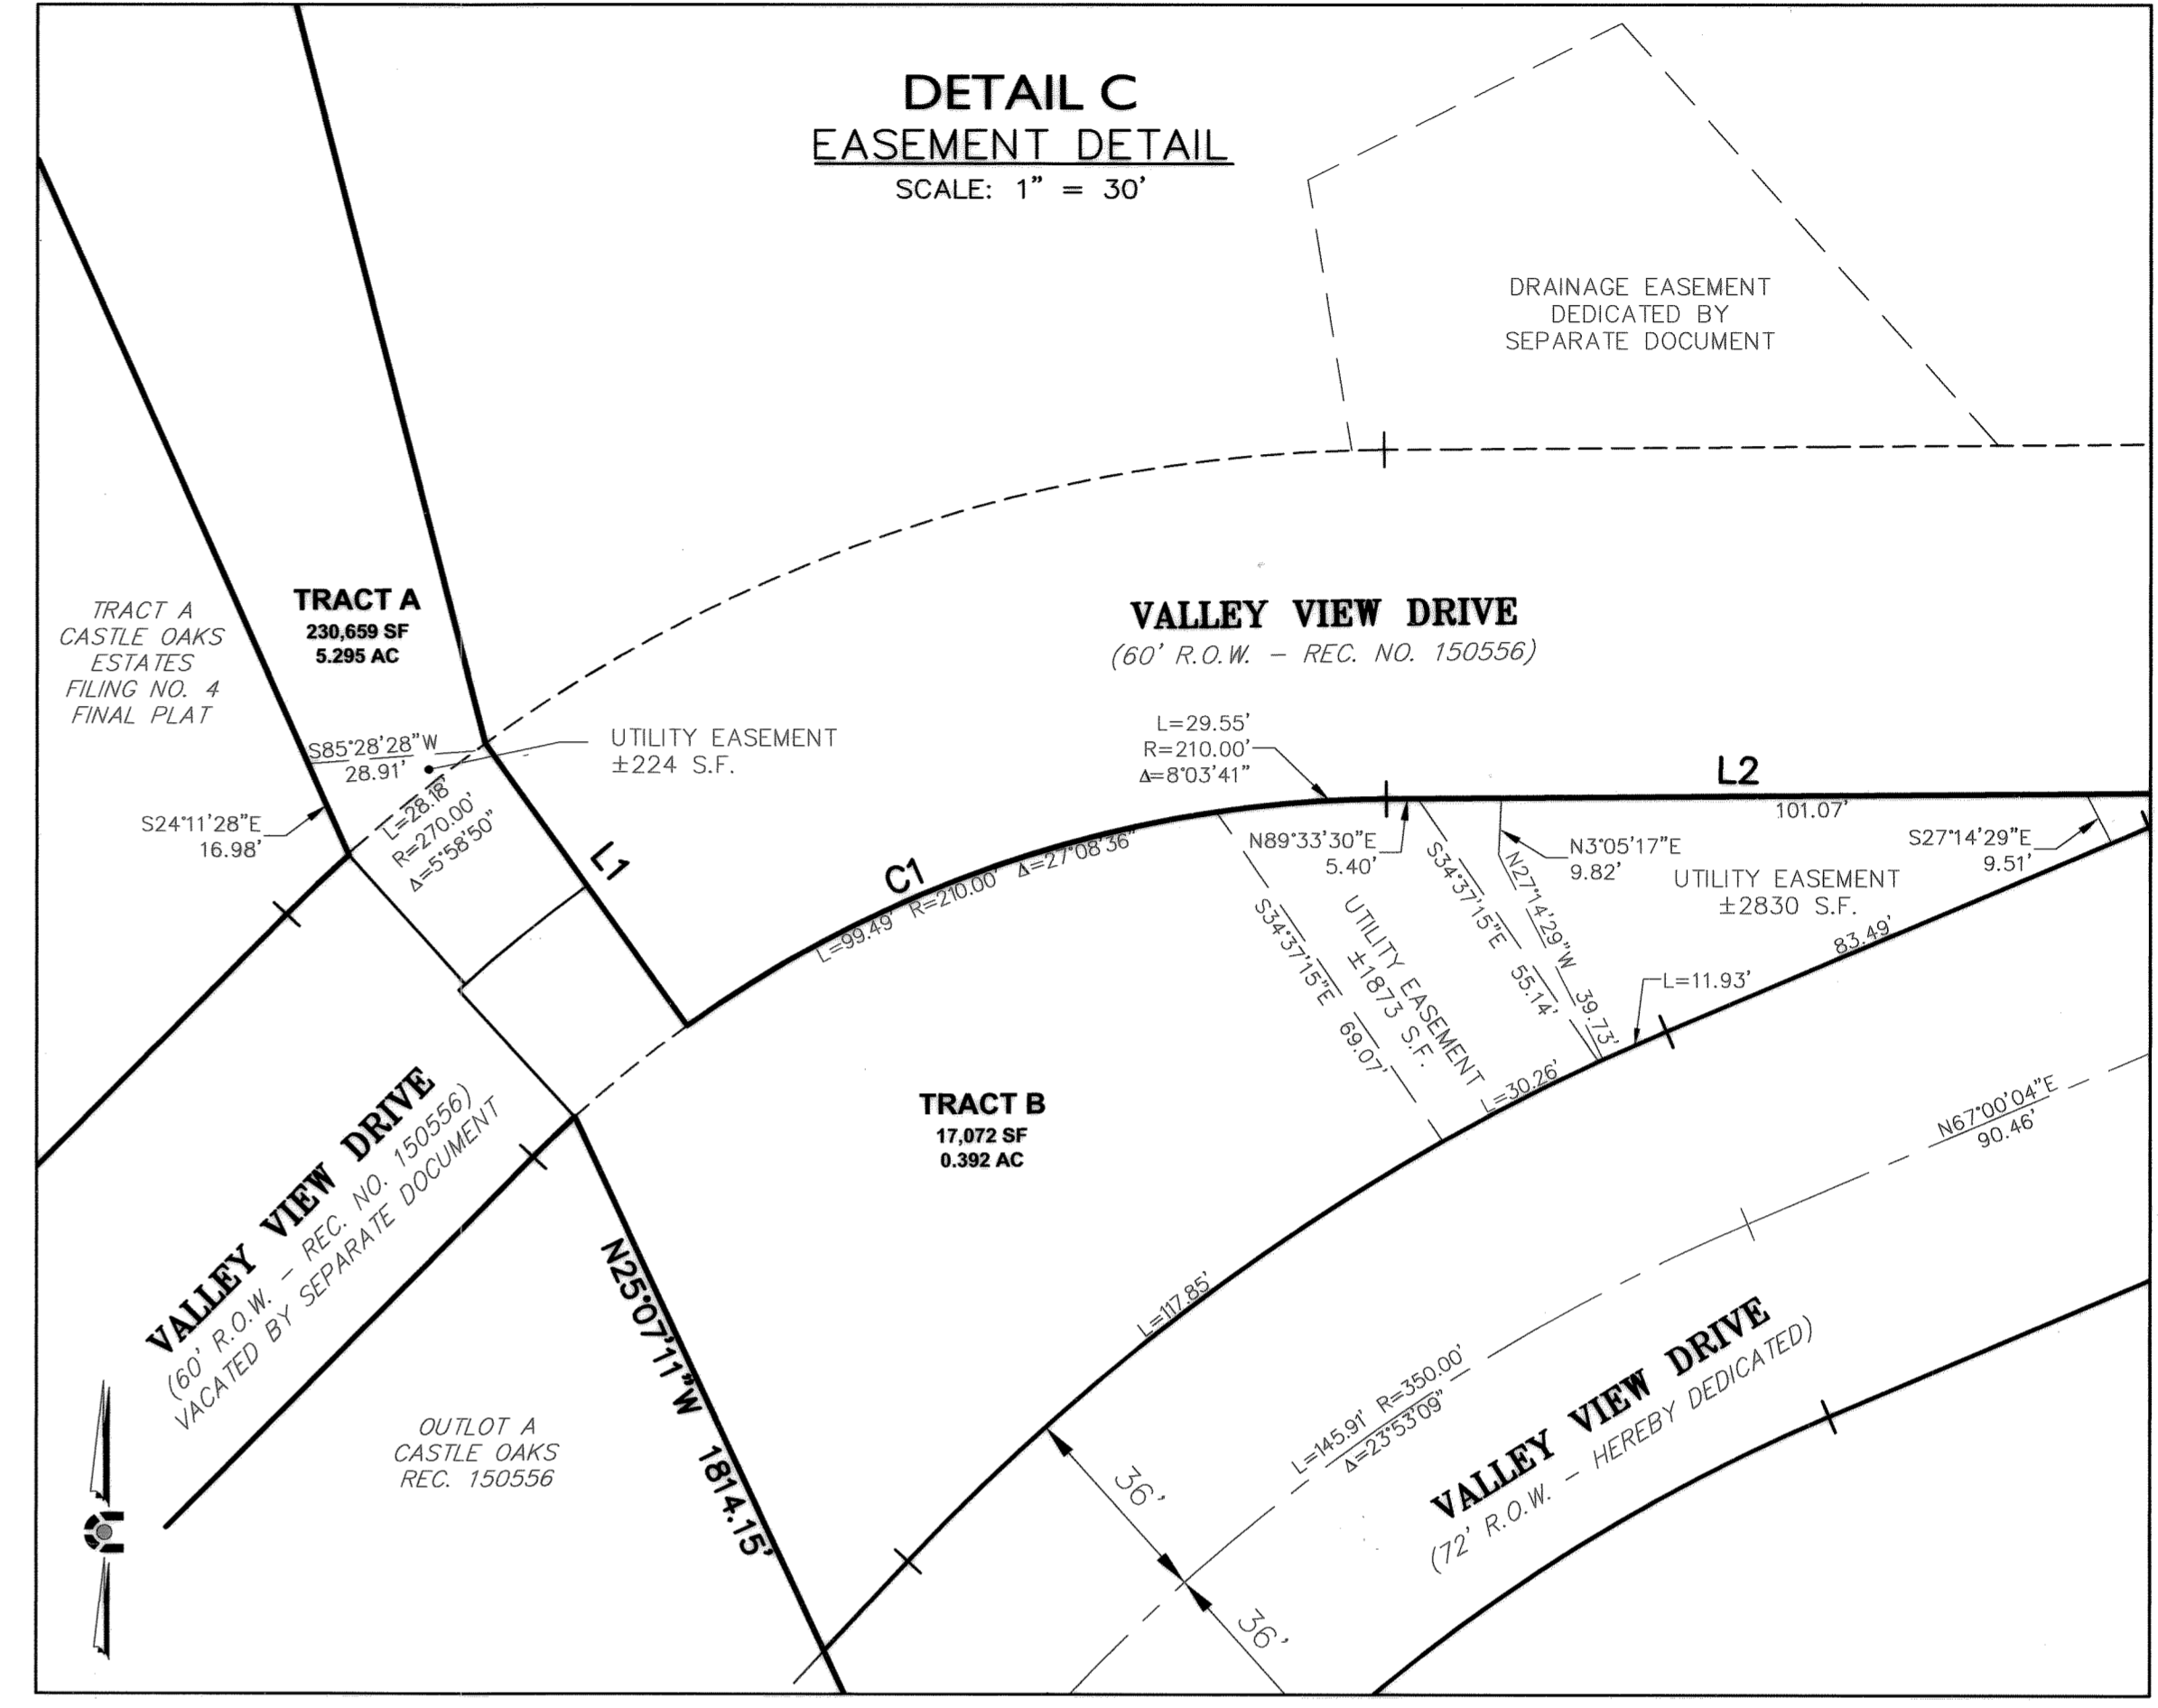 DETAIL C
EASEMENT DETAIL
SCALE: 1" = 30'
DRAINAGE EASEMENT
DEDICATED BY
SEPARATE DOCUMENT
TRACT A
CASTLE OAKS
ESTATES
FILING NO. 4
FINAL PLAT
TRACT A
230,659 SF
5.295 AC
VALLEY VIEW DRIVE
(60' R.O.W. – REC. NO. 150556)
S85°28'28"W
28.91'
UTILITY EASEMENT
±224 S.F.
S24°11'28"E
16.98'
L=28.18'
R=270.00'
Δ=5°58'50"
L1
L=29.55'
R=210.00'
Δ=8°03'41"
L2
101.07'
C1
L=99.49' R=210.00' Δ=27°08'36"
N89°33'30"E
5.40'
N3°05'17"E
9.82'
S27°14'29"E
9.51'
UTILITY EASEMENT
±2830 S.F.
S34°37'15"E 69.07'
UTILITY EASEMENT
±1873 S.F.
S34°37'15"E 55.14'
N27°14'29"W 39.73'
83.49'
L=11.93'
L=30.26'
TRACT B
17,072 SF
0.392 AC
N67°00'04"E
90.46'
VALLEY VIEW DRIVE
(60' R.O.W. – REC. NO. 150556)
VACATED BY SEPARATE DOCUMENT
N25°07'11"W 1814.15'
OUTLOT A
CASTLE OAKS
REC. 150556
L=117.85'
L=145.91' R=350.00'
Δ=23°53'09"
VALLEY VIEW DRIVE
(72' R.O.W. – HEREBY DEDICATED)
36'
36'